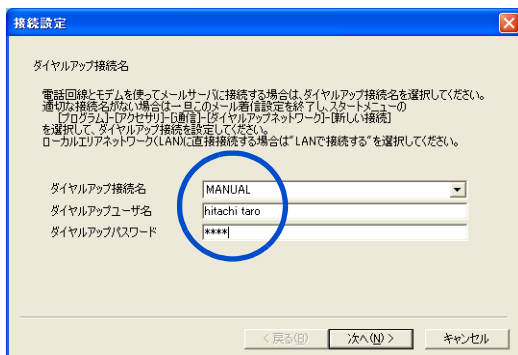 接続設定
ダイヤルアップ接続名
電話回線とモデムを使ってメールサーバに接続する場合は、ダイヤルアップ接続名を選択してください。
適切な接続名がない場合は一旦このメール着信設定を終了し、スタートメニューの
[プログラム]-[アクセサリ]-[通信]-[ダイヤルアップネットワーク]-[新しい接続]
を選択して、ダイヤルアップ接続を設定してください。
ローカルエリアネットワーク(LAN)に直接接続する場合は"LANで接続する"を選択してください。
ダイヤルアップ接続名 MANUAL
ダイヤルアップユーザ名 hitachi taro
ダイヤルアップパスワード ****
< 戻る(B) 次へ(N) > キャンセル